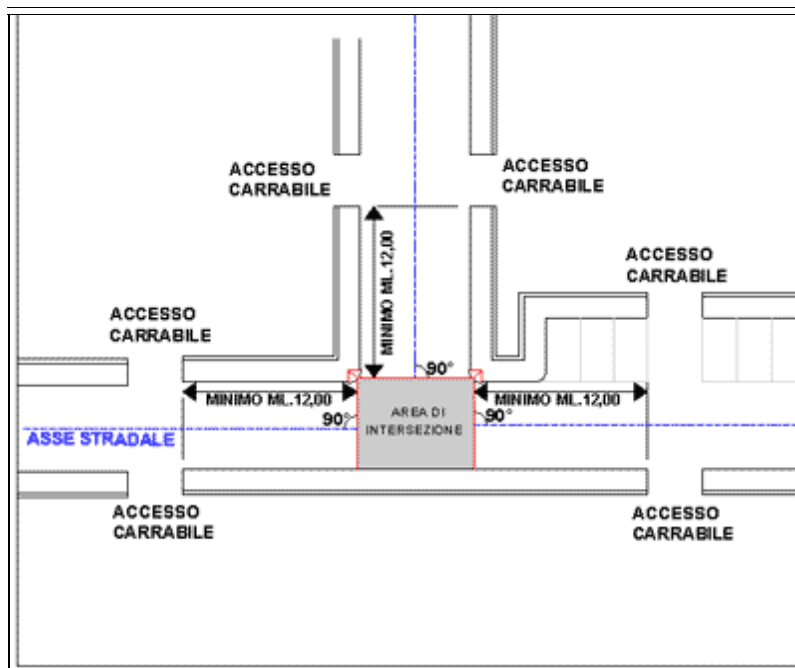 ACCESSO
CARRABILE
ACCESSO
CARRABILE
MINIMO ML.12,00
ACCESSO
CARRABILE
ACCESSO
CARRABILE
90°
MINIMO ML.12,00
MINIMO ML.12,00
90°
AREA DI
INTERSEZIONE
90°
ASSE STRADALE
ACCESSO
CARRABILE
ACCESSO
CARRABILE